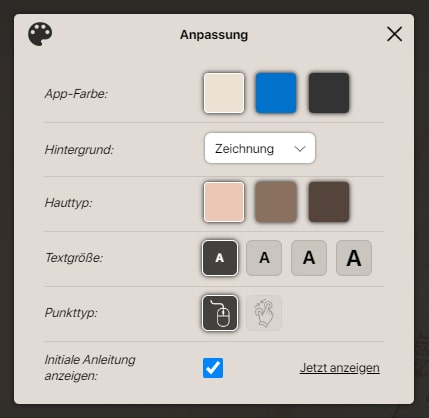 Anpassung
App-Farbe:
Hintergrund:
Zeichnung
Hauttyp:
Textgröße:
A A A A
Punkttyp:
Initiale Anleitung
anzeigen:
Jetzt anzeigen